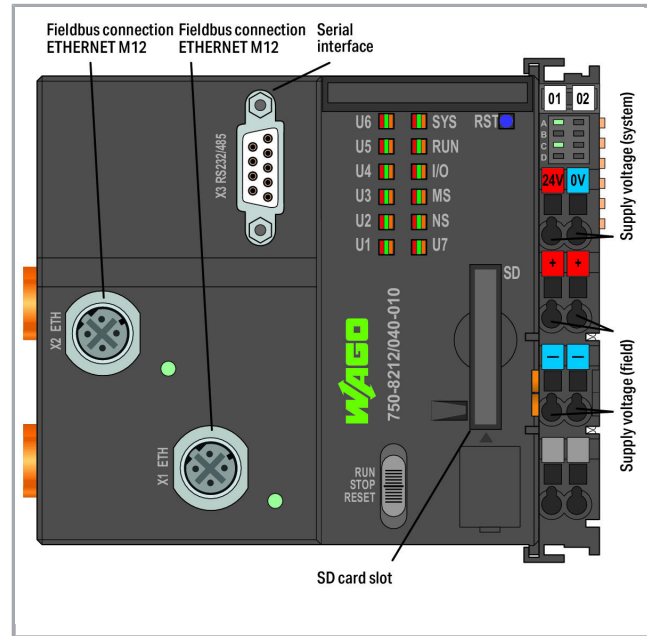 Fieldbus connection
ETHERNET M12
Fieldbus connection
ETHERNET M12
Serial
interface
X3 RS232/485
U6 SYS RST
U5 RUN
U4 I/O
U3 MS
U2 NS
U1 U7
SD
01 02
A
B
C
D
24V 0V
+ +
— —
Supply voltage (system)
Supply voltage (field)
X2 ETH
X1 ETH
WAGO
750-8212/040-010
RUN
STOP
RESET
SD card slot